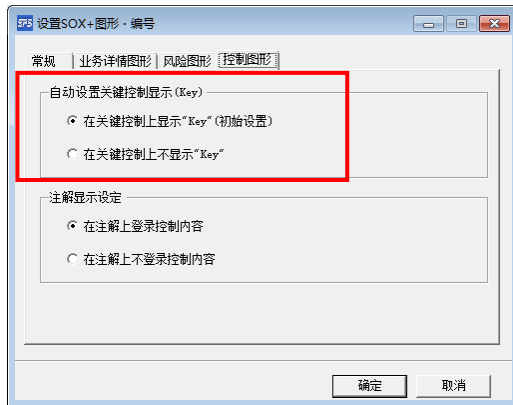 SPS 设置SOX+图形·编号
常规 业务详情图形 风险图形 控制图形
自动设置关键控制显示(Key)
在关键控制上显示"Key"(初始设置)
在关键控制上不显示"Key"
注解显示设定
在注解上登录控制内容
在注解上不登录控制内容
确定 取消